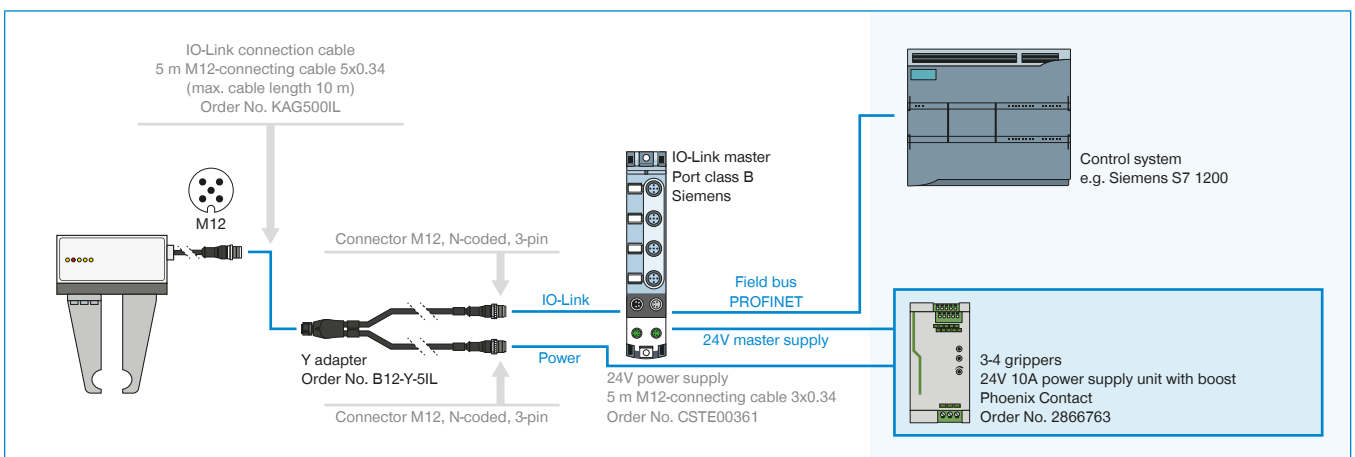 IO-Link connection cable
5 m M12-connecting cable 5x0.34
(max. cable length 10 m)
Order No. KAG500IL
M12
Connector M12, N-coded, 3-pin
IO-Link
Power
Y adapter
Order No. B12-Y-5IL
Connector M12, N-coded, 3-pin
IO-Link master
Port class B
Siemens
Field bus
PROFINET
24V master supply
24V power supply
5 m M12-connecting cable 3x0.34
Order No. CSTE00361
Control system
e.g. Siemens S7 1200
3-4 grippers
24V 10A power supply unit with boost
Phoenix Contact
Order No. 2866763